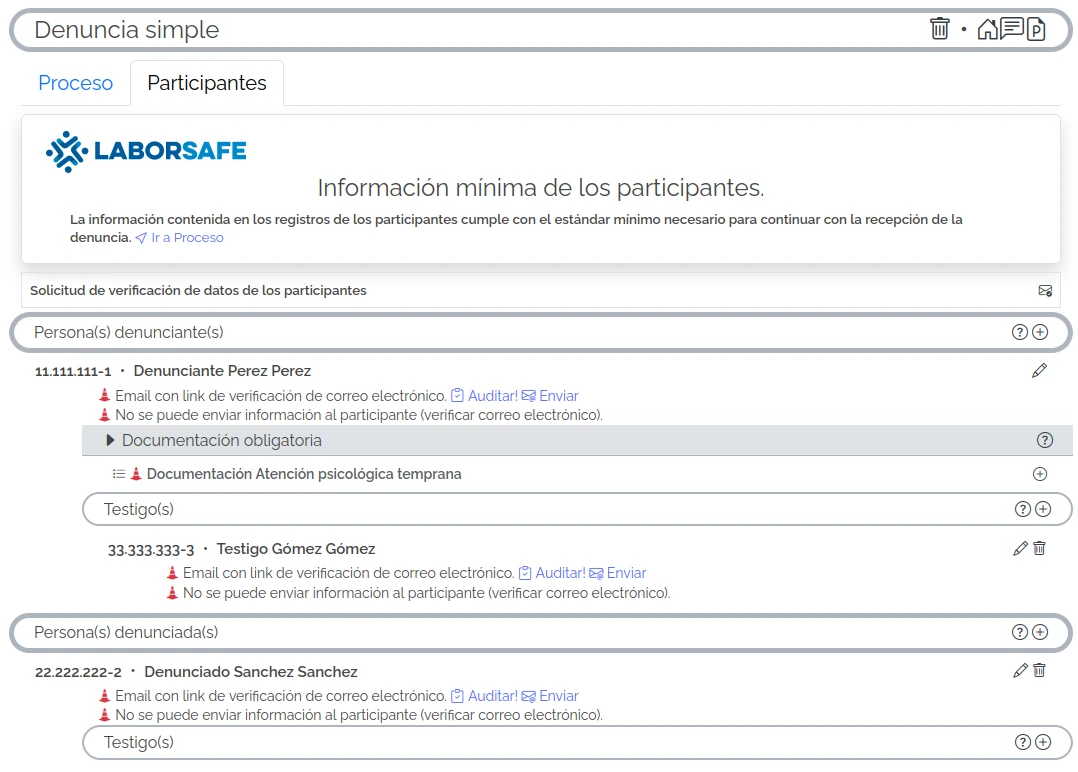 Denuncia simple
Proceso
Participantes
LABORSAFE
Información mínima de los participantes.
La información contenida en los registros de los participantes cumple con el estándar mínimo necesario para continuar con la recepción de la
denuncia. Ir a Proceso
Solicitud de verificación de datos de los participantes
Persona(s) denunciante(s)
11.111.111-1 • Denunciante Perez Perez
Email con link de verificación de correo electrónico. Auditar! Enviar
No se puede enviar información al participante (verificar correo electrónico).
Documentación obligatoria
Documentación Atención psicológica temprana
Testigo(s)
33.333.333-3 • Testigo Gómez Gómez
Email con link de verificación de correo electrónico. Auditar! Enviar
No se puede enviar información al participante (verificar correo electrónico).
Persona(s) denunciada(s)
22.222.222-2 • Denunciado Sanchez Sanchez
Email con link de verificación de correo electrónico. Auditar! Enviar
No se puede enviar información al participante (verificar correo electrónico).
Testigo(s)